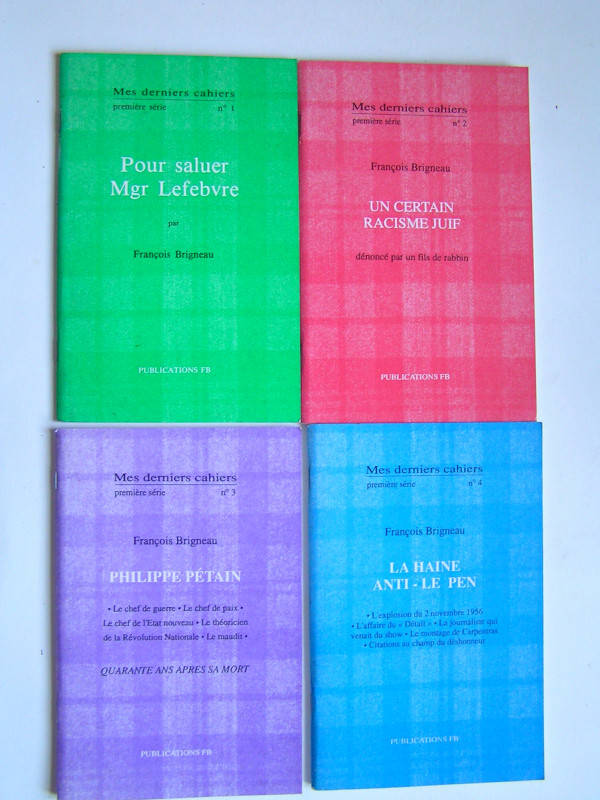 Mes derniers cahiers
première série n° 1
Pour saluer
Mgr Lefebvre
par
François Brigneau
PUBLICATIONS FB
Mes derniers cahiers
première série n° 2
François Brigneau
UN CERTAIN
RACISME JUIF
dénoncé par un fils de rabbin
PUBLICATIONS FB
Mes derniers cahiers
première série n° 3
François Brigneau
PHILIPPE PÉTAIN
• Le chef de guerre • Le chef de paix •
Le chef de l'Etat nouveau • Le théoricien
de la Révolution Nationale • Le maudit •
QUARANTE ANS APRES SA MORT
PUBLICATIONS FB
Mes derniers cahiers
première série n° 4
François Brigneau
LA HAINE
ANTI - LE PEN
• L'explosion du 2 novembre 1956
• L'affaire du « Détail » • La journaliste qui
venait du show • Le montage de Carpentras
• Citations au champ du déshonneur
PUBLICATIONS FB